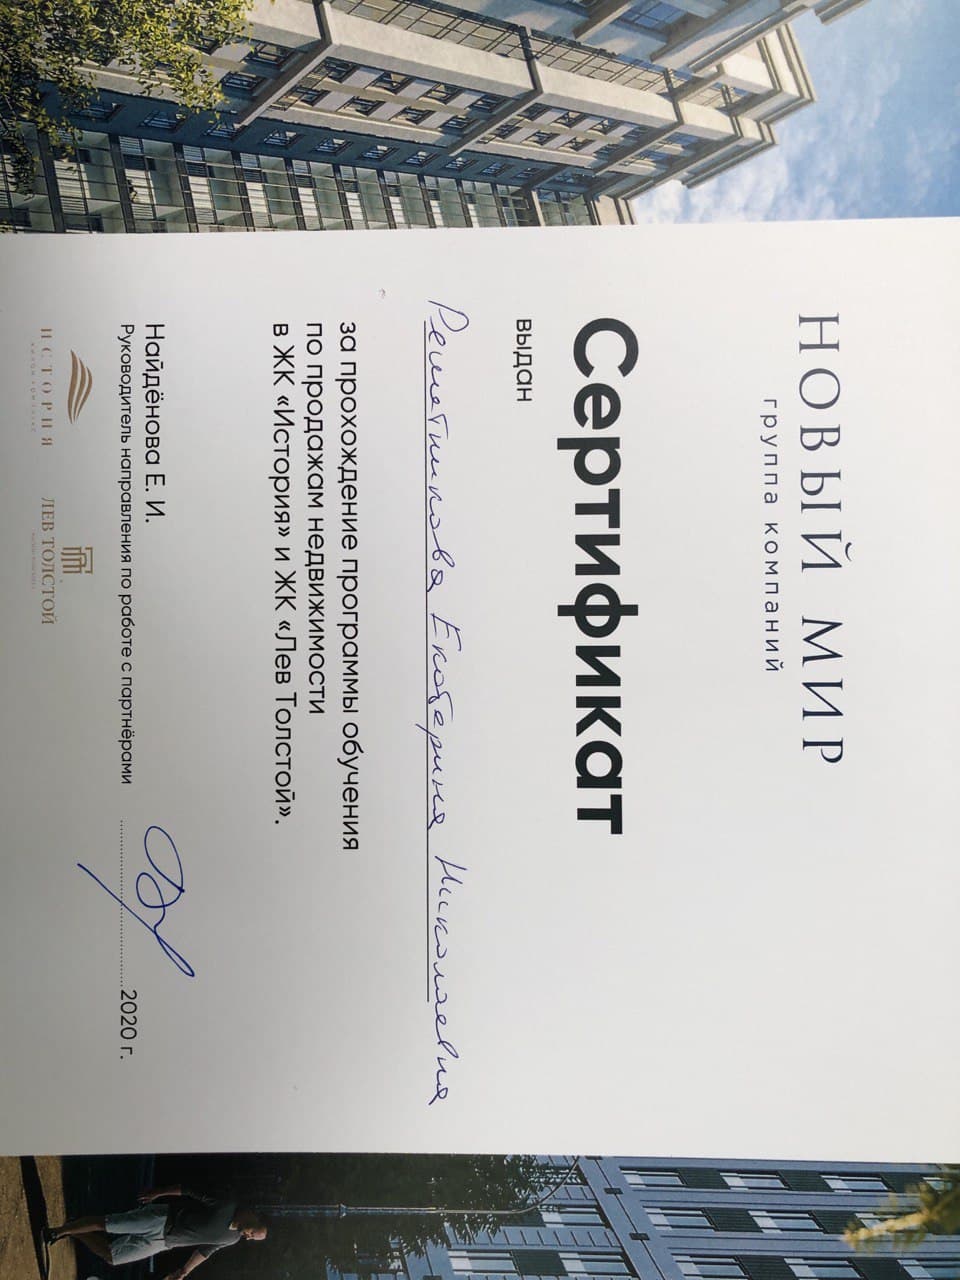 НОВЫЙ МИР
группа компаний
Сертификат
выдан
Решетникова Екатерина Николаевна
за прохождение программы обучения
по продажам недвижимости
в ЖК «История» и ЖК «Лев Толстой».
Найдёнова Е. И.
Руководитель направления по работе с партнёрами
2020 г.
ИСТОРИЯ
ЛЕВ ТОЛСТОЙ